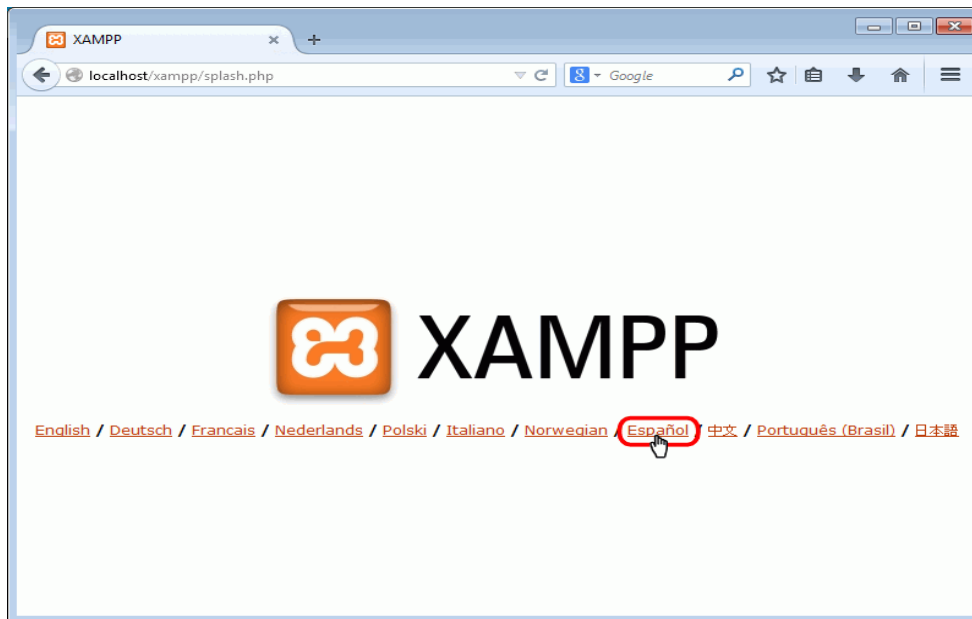 XAMPP
localhost/xampp/splash.php
Google
XAMPP
English / Deutsch / Francais / Nederlands / Polski / Italiano / Norwegian / Español / 中文 / Português (Brasil) / 日本語